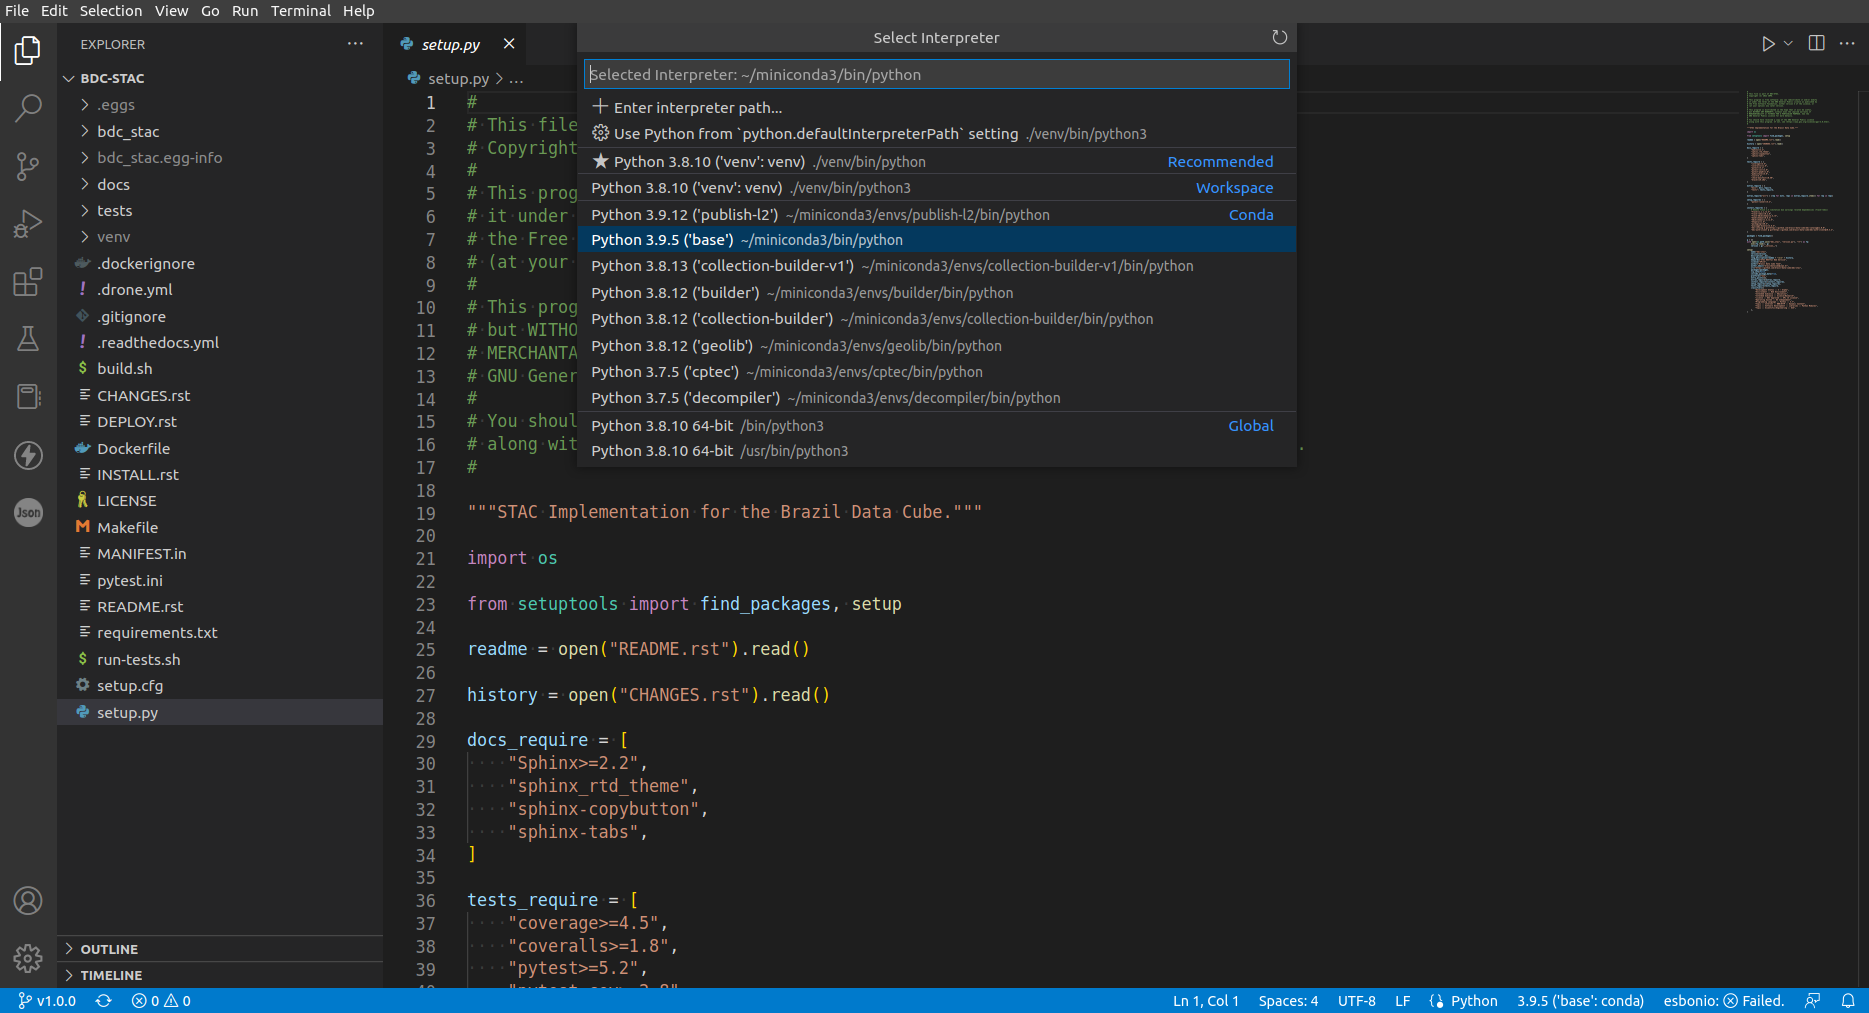 File Edit Selection View Go Run Terminal Help
EXPLORER
BDC-STAC
.eggs
bdc_stac
bdc_stac.egg-info
docs
tests
venv
.dockerignore
.drone.yml
.gitignore
.readthedocs.yml
build.sh
CHANGES.rst
DEPLOY.rst
Dockerfile
INSTALL.rst
LICENSE
Makefile
MANIFEST.in
pytest.ini
README.rst
requirements.txt
run-tests.sh
setup.cfg
setup.py
OUTLINE
TIMELINE
Json
setup.py
setup.py > ...
Select Interpreter
Selected Interpreter: ~/miniconda3/bin/python
Enter interpreter path...
Use Python from `python.defaultInterpreterPath` setting ./venv/bin/python3
Python 3.8.10 ('venv': venv) ./venv/bin/python Recommended
Python 3.8.10 ('venv': venv) ./venv/bin/python3 Workspace
Python 3.9.12 ('publish-l2') ~/miniconda3/envs/publish-l2/bin/python Conda
Python 3.9.5 ('base') ~/miniconda3/bin/python
Python 3.8.13 ('collection-builder-v1') ~/miniconda3/envs/collection-builder-v1/bin/python
Python 3.8.12 ('builder') ~/miniconda3/envs/builder/bin/python
Python 3.8.12 ('collection-builder') ~/miniconda3/envs/collection-builder/bin/python
Python 3.8.12 ('geolib') ~/miniconda3/envs/geolib/bin/python
Python 3.7.5 ('cptec') ~/miniconda3/envs/cptec/bin/python
Python 3.7.5 ('decompiler') ~/miniconda3/envs/decompiler/bin/python
Python 3.8.10 64-bit /bin/python3 Global
Python 3.8.10 64-bit /usr/bin/python3
1 #
2 # This file
3 # Copyright
4 #
5 # This prog
6 # it under
7 # the Free
8 # (at your
9 #
10 # This prog
11 # but WITHO
12 # MERCHANTA
13 # GNU Gener
14 #
15 # You shoul
16 # along wit .
17 #
18
19 """STAC Implementation for the Brazil Data Cube."""
20
21 import os
22
23 from setuptools import find_packages, setup
24
25 readme = open("README.rst").read()
26
27 history = open("CHANGES.rst").read()
28
29 docs_require = [
30 "Sphinx>=2.2",
31 "sphinx_rtd_theme",
32 "sphinx-copybutton",
33 "sphinx-tabs",
34 ]
35
36 tests_require = [
37 "coverage>=4.5",
38 "coveralls>=1.8",
39 "pytest>=5.2",
v1.0.0 0 0 Ln 1, Col 1 Spaces: 4 UTF-8 LF Python 3.9.5 ('base': conda) esbonio: Failed.